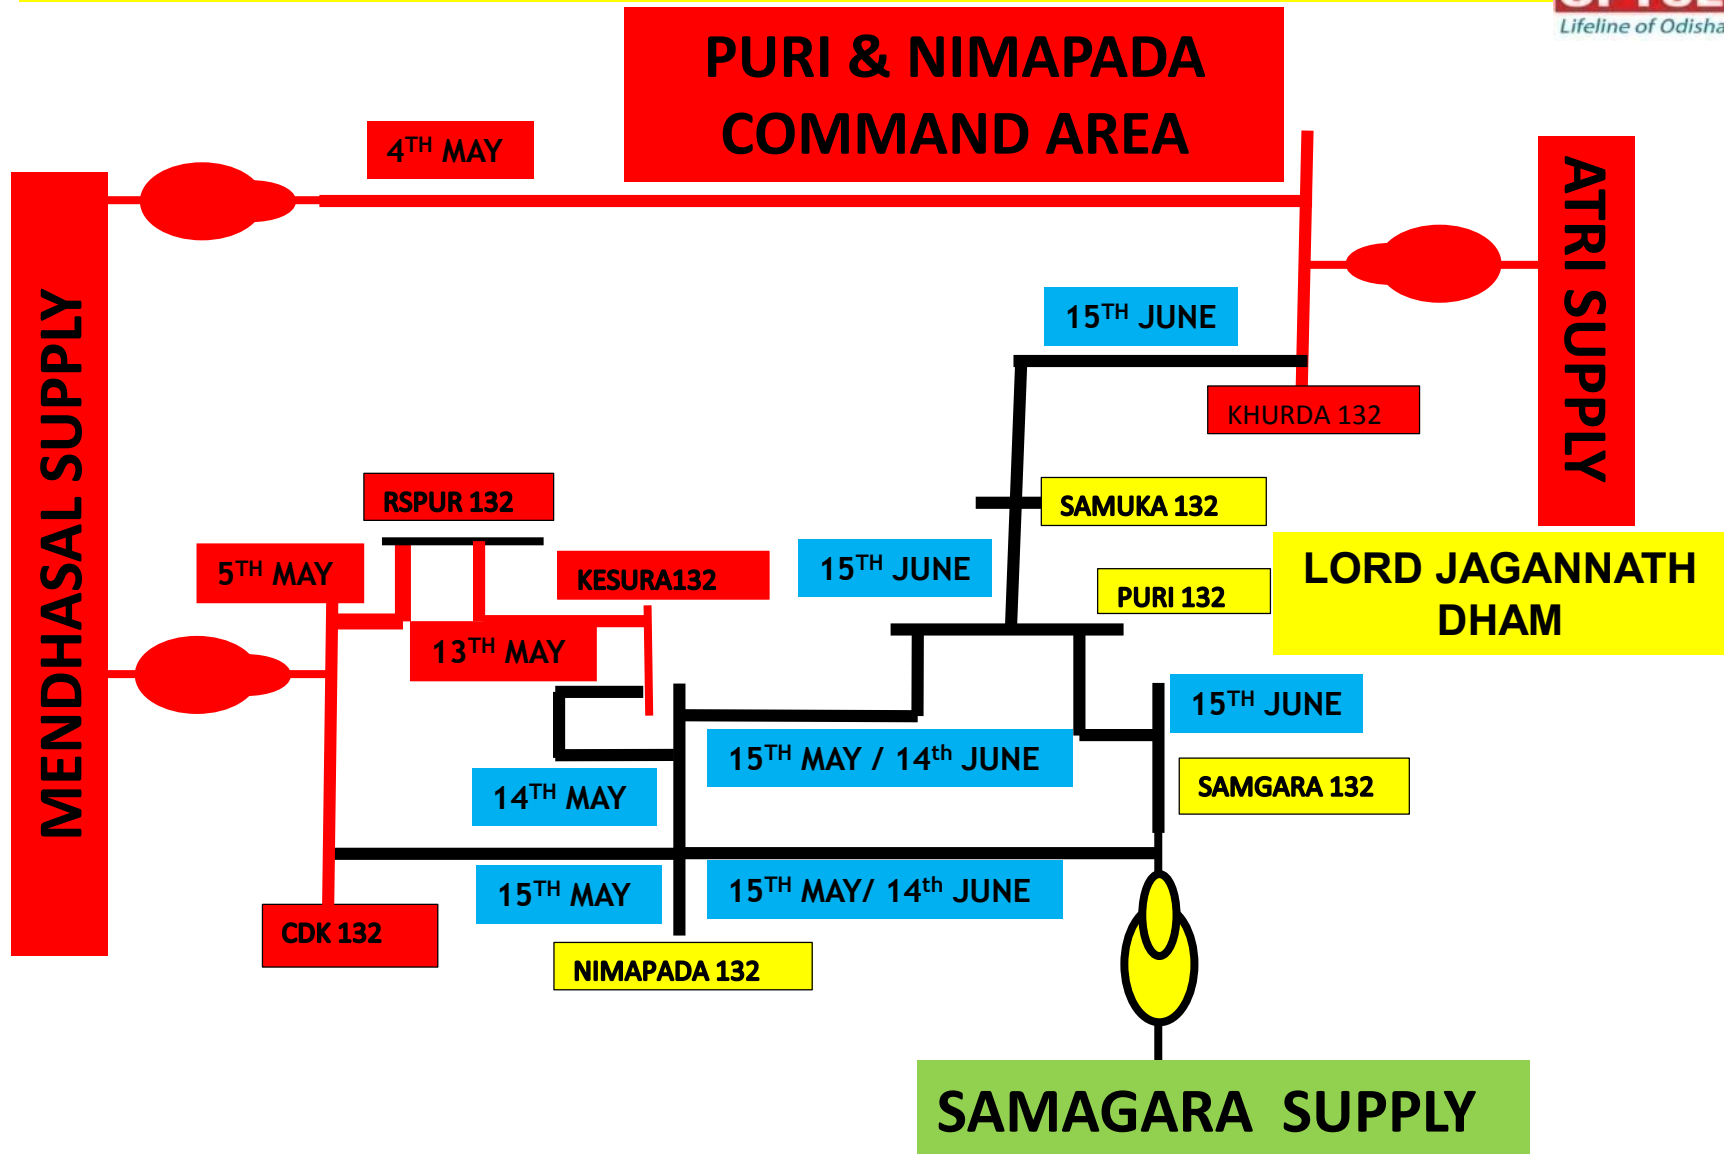 Lifeline of Odisha
PURI & NIMAPADA
COMMAND AREA
4TH MAY
MENDHASAL SUPPLY
ATRI SUPPLY
15TH JUNE
KHURDA 132
RSPUR 132
SAMUKA 132
5TH MAY
KESURA132
15TH JUNE
PURI 132
LORD JAGANNATH
DHAM
13TH MAY
15TH JUNE
15TH MAY / 14th JUNE
14TH MAY
SAMGARA 132
15TH MAY
15TH MAY/ 14th JUNE
CDK 132
NIMAPADA 132
SAMAGARA SUPPLY